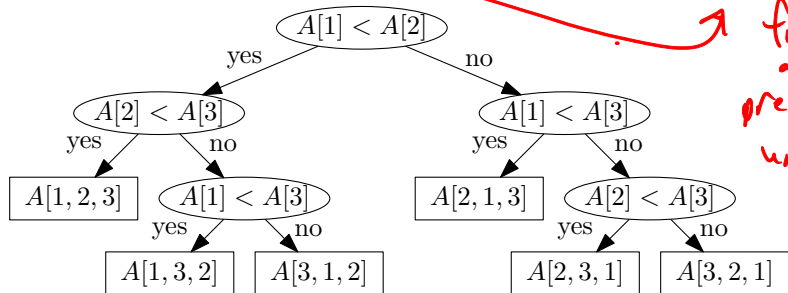 A[1] < A[2]
yes
no
A[2] < A[3]
A[1] < A[3]
yes
no
yes
no
A[1, 2, 3]
A[1] < A[3]
A[2, 1, 3]
A[2] < A[3]
yes
no
yes
no
A[1, 3, 2]
A[3, 1, 2]
A[2, 3, 1]
A[3, 2, 1]